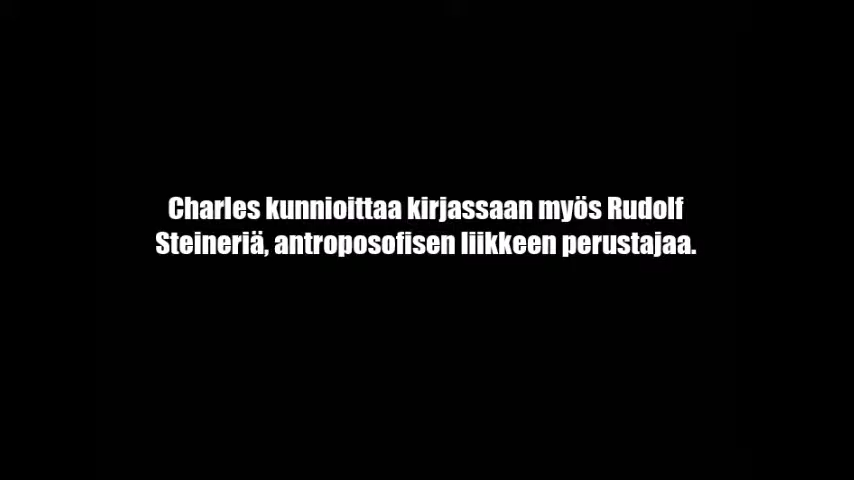 Charles kunnioittaa kirjassaan myös Rudolf
Steineriä, antroposofisen liikkeen perustajaa.